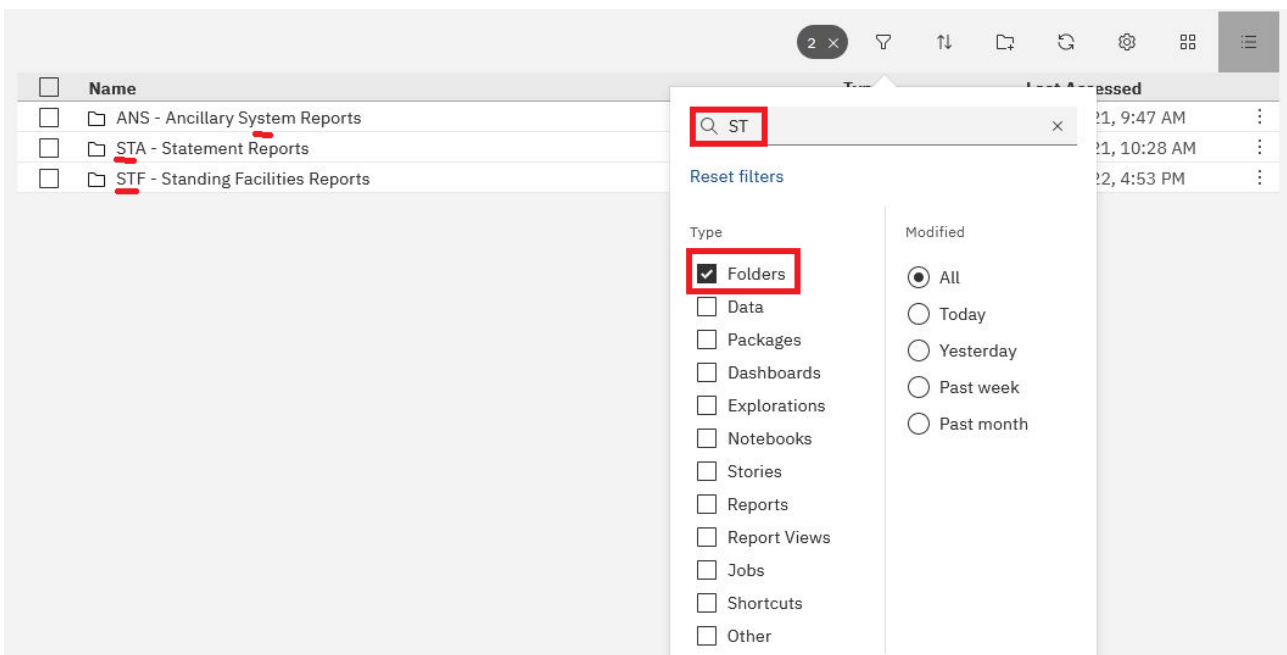 2 ×
Name
ANS - Ancillary System Reports
21, 9:47 AM
STA - Statement Reports
21, 10:28 AM
STF - Standing Facilities Reports
22, 4:53 PM
ST
Reset filters
Type
Modified
Folders
All
Data
Today
Packages
Yesterday
Dashboards
Past week
Explorations
Past month
Notebooks
Stories
Reports
Report Views
Jobs
Shortcuts
Other